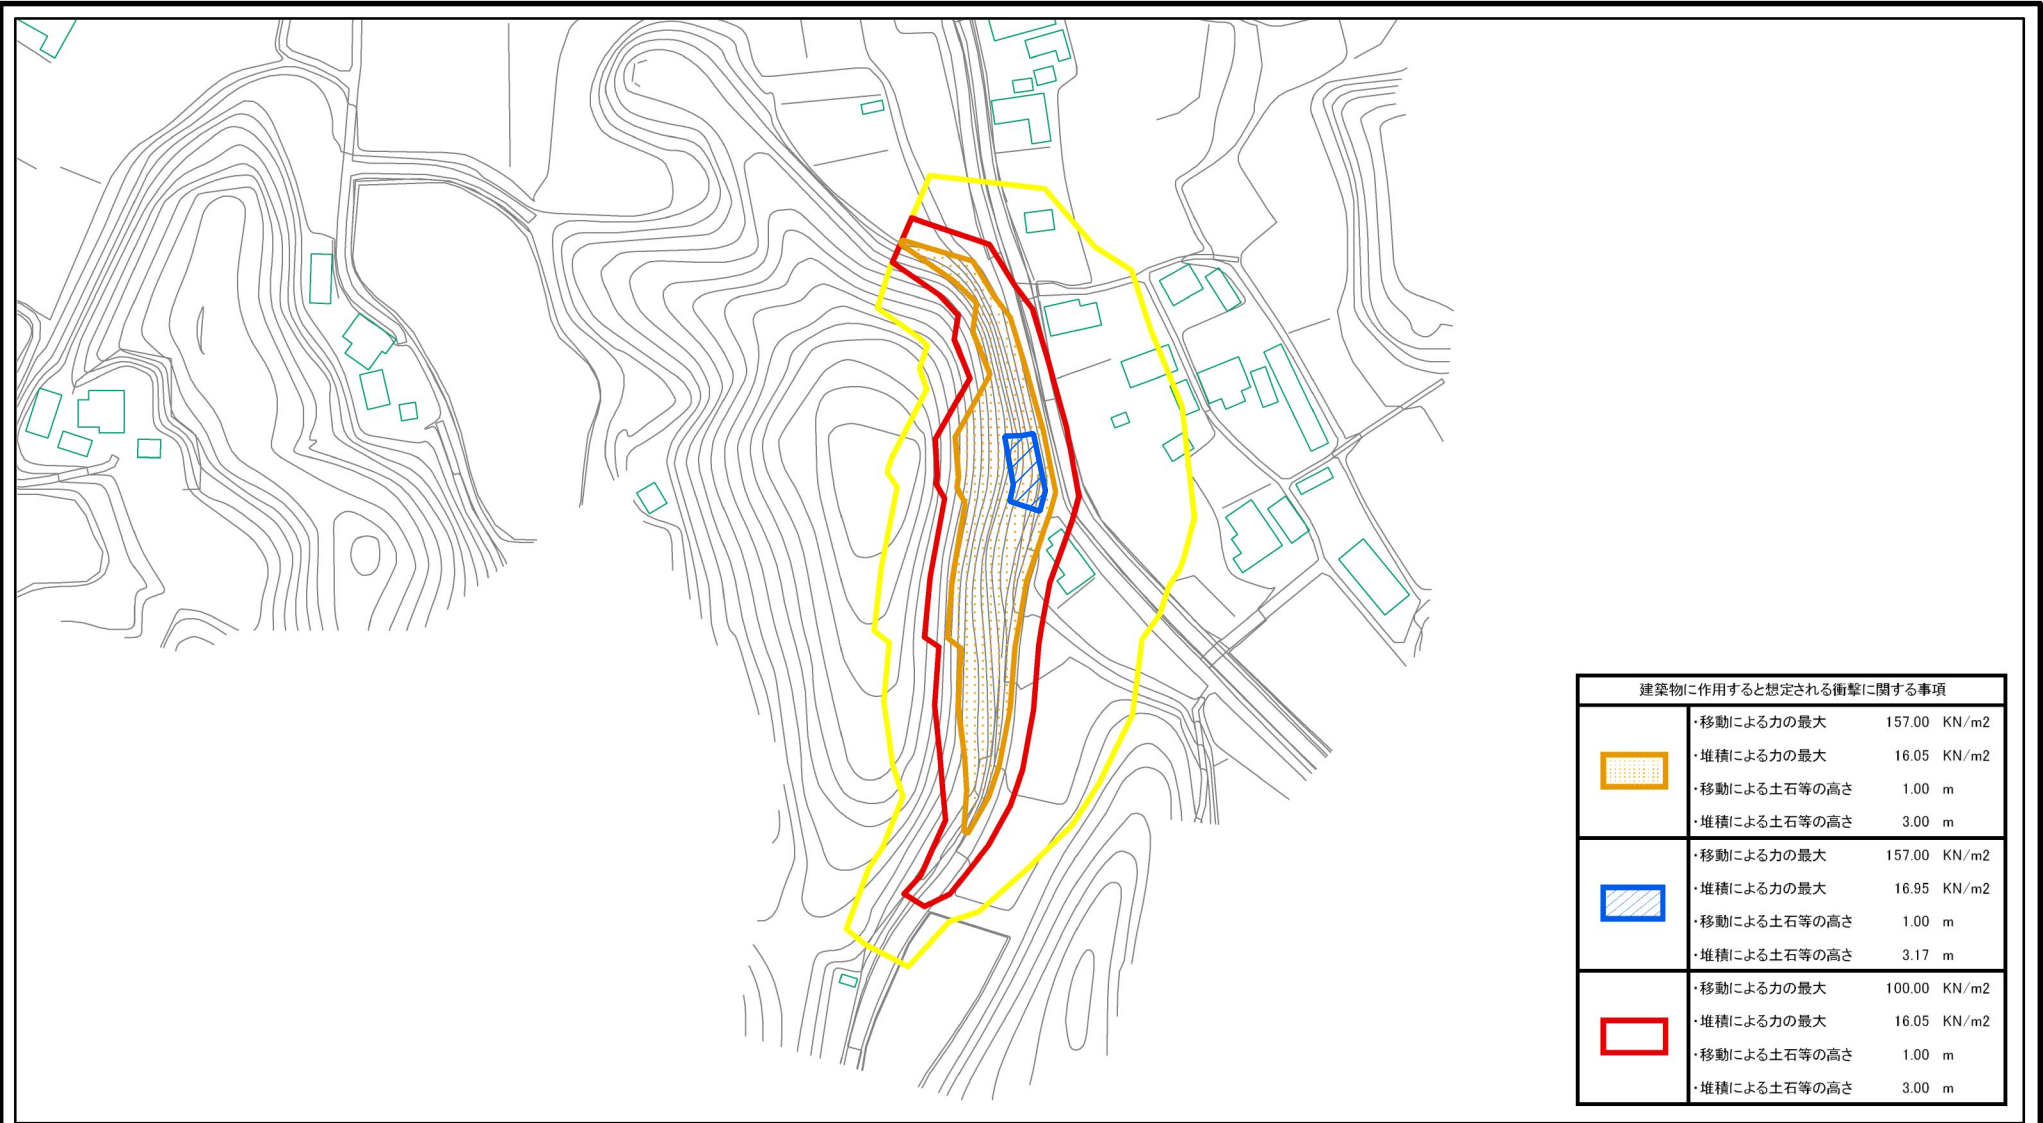 建築物に作用すると想定される衝撃に関する事項
・移動による力の最大 157.00 KN/m2
・堆積による力の最大 16.05 KN/m2
・移動による土石等の高さ 1.00 m
・堆積による土石等の高さ 3.00 m
・移動による力の最大 157.00 KN/m2
・堆積による力の最大 16.95 KN/m2
・移動による土石等の高さ 1.00 m
・堆積による土石等の高さ 3.17 m
・移動による力の最大 100.00 KN/m2
・堆積による力の最大 16.05 KN/m2
・移動による土石等の高さ 1.00 m
・堆積による土石等の高さ 3.00 m